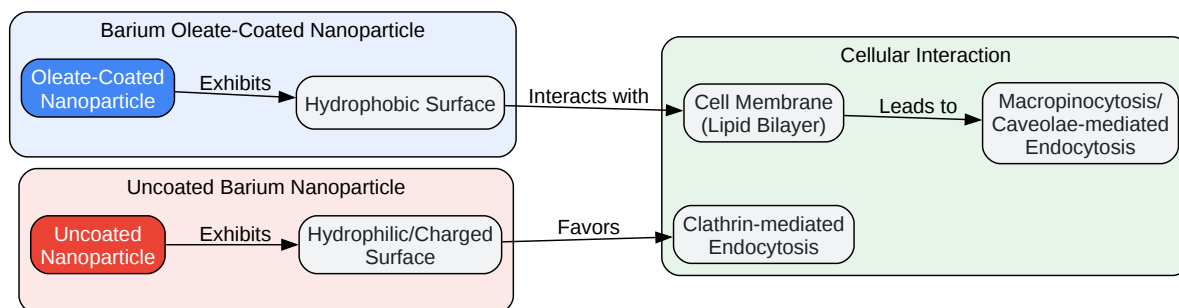 Barium Oleate-Coated Nanoparticle
Oleate-Coated
Nanoparticle
Exhibits
Hydrophobic Surface
Interacts with
Cellular Interaction
Cell Membrane
(Lipid Bilayer)
Leads to
Macropinocytosis/
Caveolae-mediated
Endocytosis
Uncoated Barium Nanoparticle
Uncoated
Nanoparticle
Exhibits
Hydrophilic/Charged
Surface
Favors
Clathrin-mediated
Endocytosis